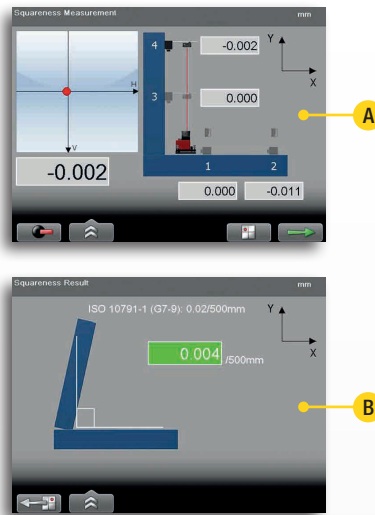 Squareness Measurement mm
4 -0.002 Y
X
3 0.000
H
V
1 2
-0.002
0.000 -0.011
A
Squareness Result mm
ISO 10791-1 (G7-9): 0.02/500mm Y
X
0.004 /500mm
B